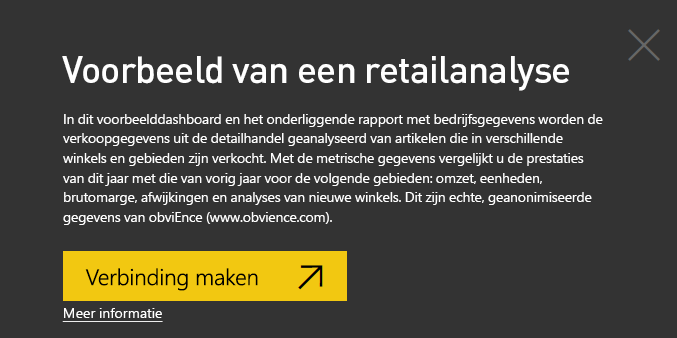 Voorbeeld van een retailanalyse
In dit voorbeelddashboard en het onderliggende rapport met bedrijfsgegevens worden de
verkoopgegevens uit de detailhandel geanalyseerd van artikelen die in verschillende
winkels en gebieden zijn verkocht. Met de metrische gegevens vergelijkt u de prestaties
van dit jaar met die van vorig jaar voor de volgende gebieden: omzet, eenheden,
brutomarge, afwijkingen en analyses van nieuwe winkels. Dit zijn echte, geanonimiseerde
gegevens van obviEnce (www.obvience.com).
Verbinding maken
Meer informatie